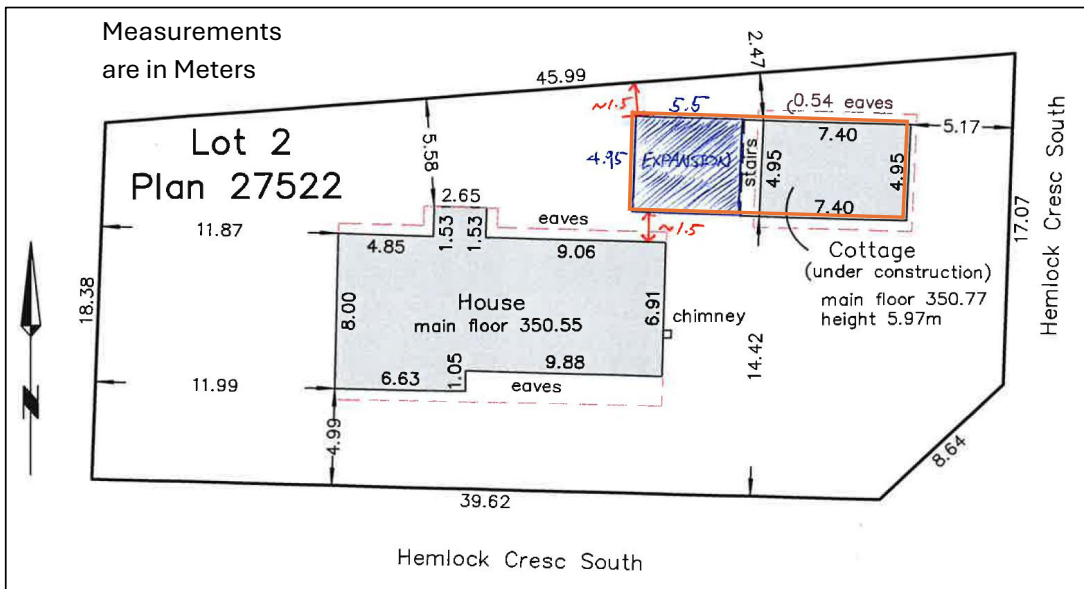 Measurements
are in Meters
45.99
2.47
~1.5
5.5
0.54 eaves
7.40
5.17
Lot 2
Plan 27522
5.58
4.95
EXPANSION
stairs
4.95
4.95
17.07
Hemlock Cresc South
2.65
11.87
4.85
1.53
1.53
eaves
9.06
~1.5
7.40
Cottage
(under construction)
main floor 350.77
height 5.97m
18.38
8.00
House
main floor 350.55
6.91
chimney
N
11.99
6.63
1.05
9.88
eaves
14.42
4.99
8.64
39.62
Hemlock Cresc South